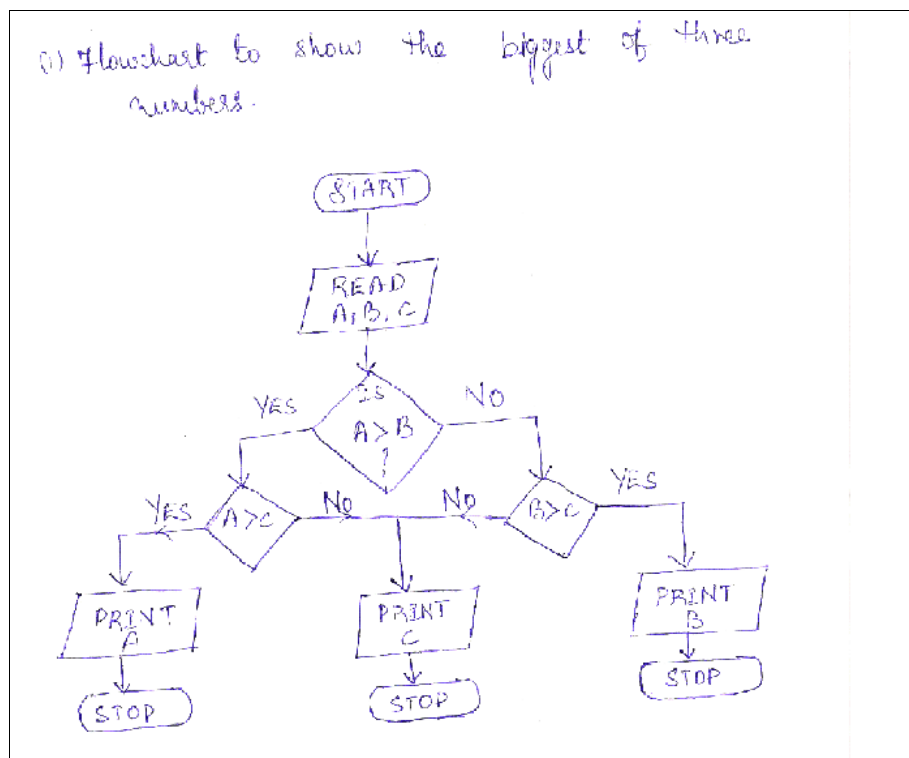 (i) Flowchart to show the biggest of three
numbers.
START
READ
A, B, C
Is
A > B
?
YES
NO
A > C
YES
NO
B > C
NO
YES
PRINT
A
PRINT
C
PRINT
B
STOP
STOP
STOP